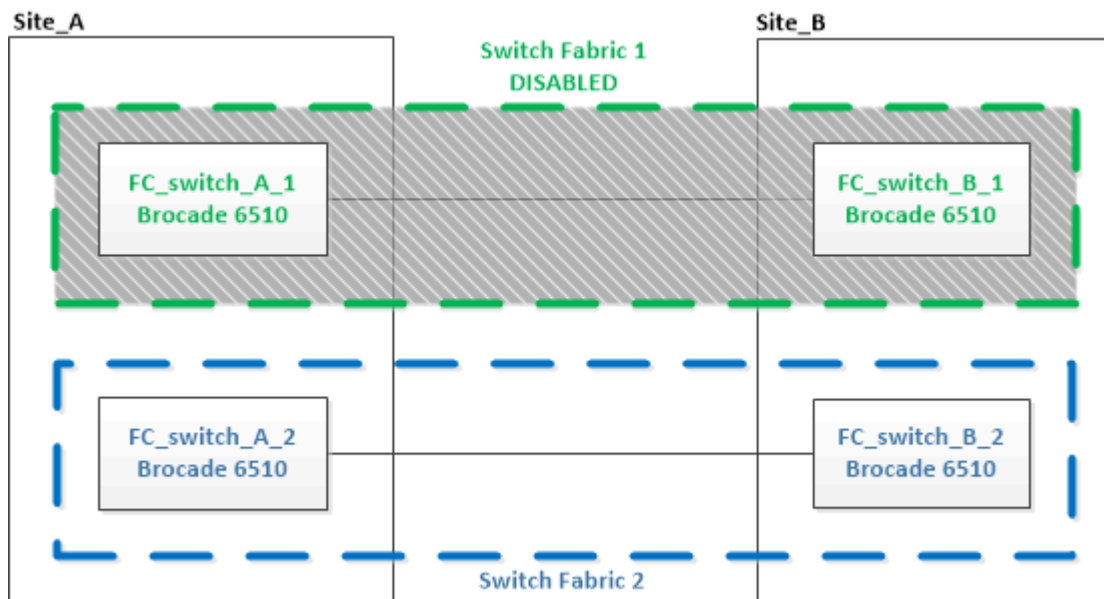 Site_A
Site_B
Switch Fabric 1
DISABLED
FC_switch_A_1
Brocade 6510
FC_switch_B_1
Brocade 6510
FC_switch_A_2
Brocade 6510
FC_switch_B_2
Brocade 6510
Switch Fabric 2